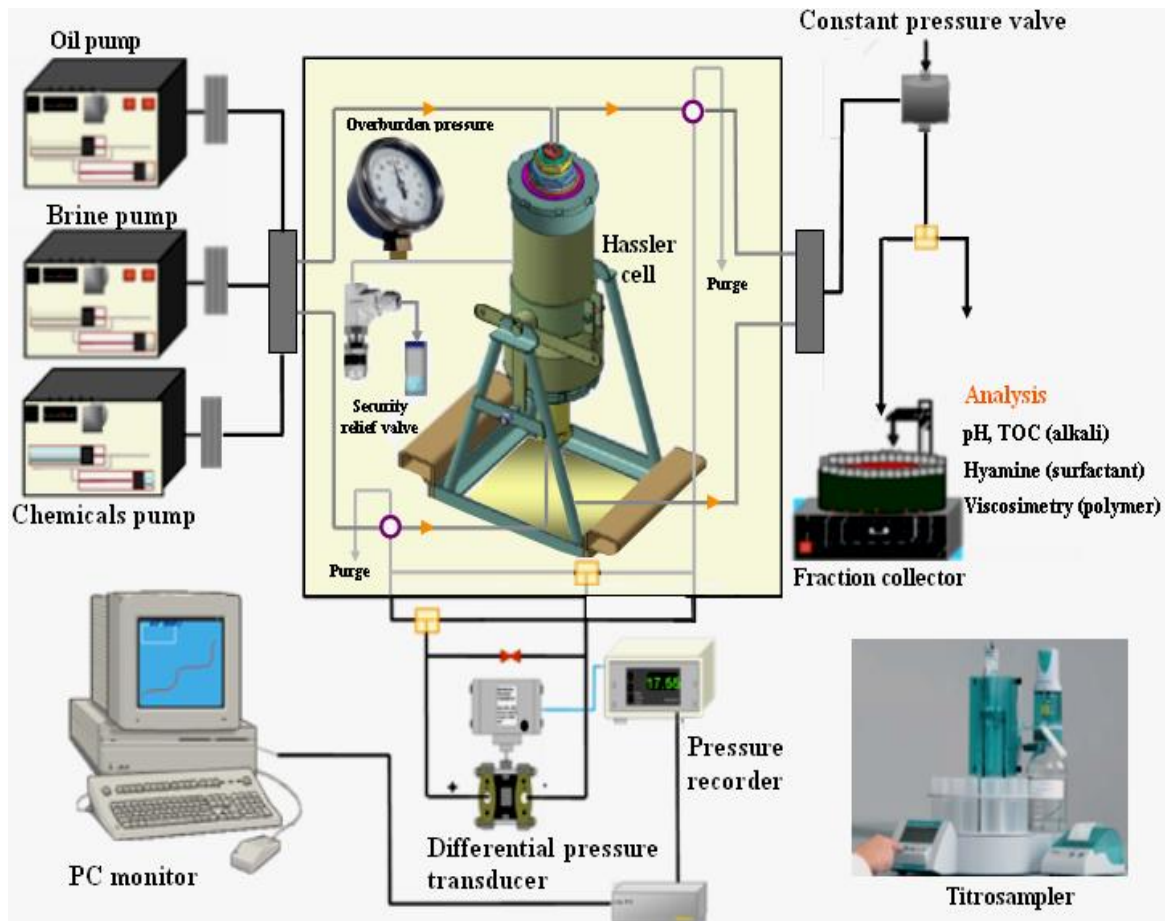 Oil pump
Constant pressure valve
Overburden pressure
Brine pump
Hassler
cell
Purge
Security
relief valve
Chemicals pump
Purge
Analysis
pH, TOC (alkali)
Hyamine (surfactant)
Viscosimetry (polymer)
Fraction collector
17.55
+
-
Pressure
recorder
Differential pressure
transducer
PC monitor
Titrosampler